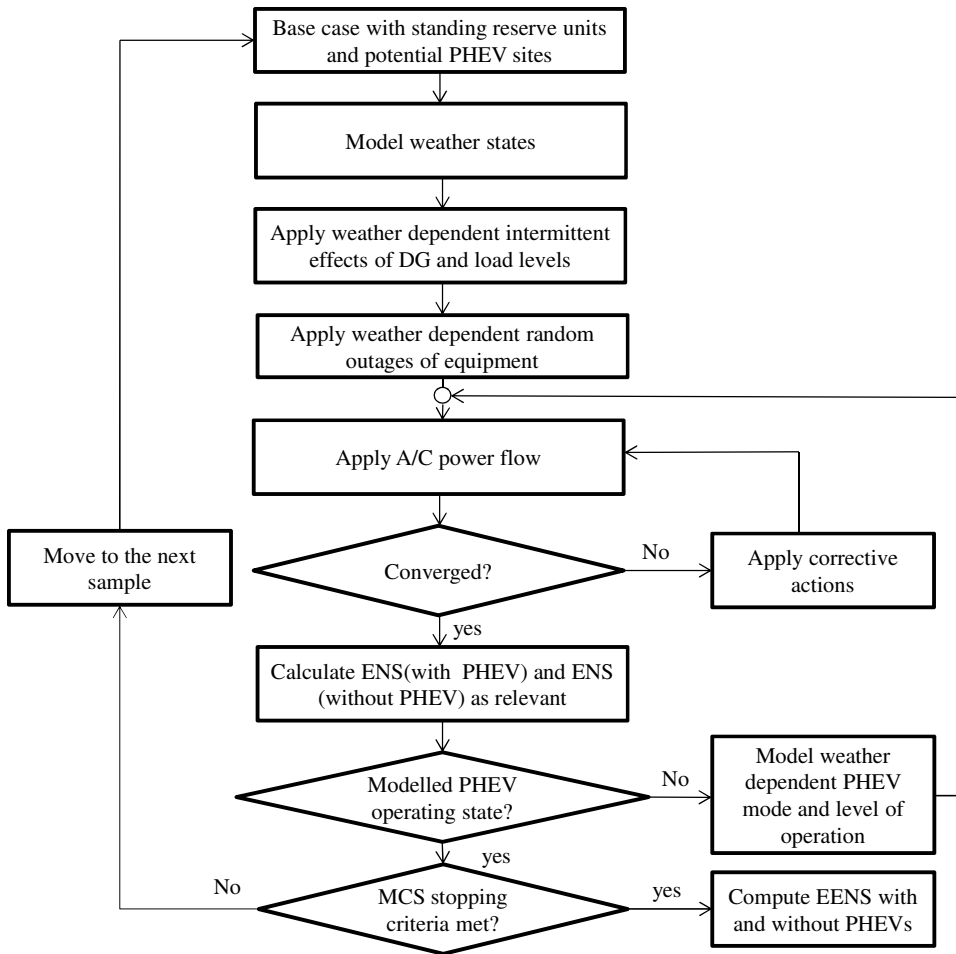 Base case with standing reserve units
and potential PHEV sites
Model weather states
Apply weather dependent intermittent
effects of DG and load levels
Apply weather dependent random
outages of equipment
Apply A/C power flow
Move to the next
sample
Converged?
No
Apply corrective
actions
yes
Calculate ENS(with PHEV) and ENS
(without PHEV) as relevant
Modelled PHEV
operating state?
No
Model weather
dependent PHEV
mode and level of
operation
yes
No
MCS stopping
criteria met?
yes
Compute EENS with
and without PHEVs